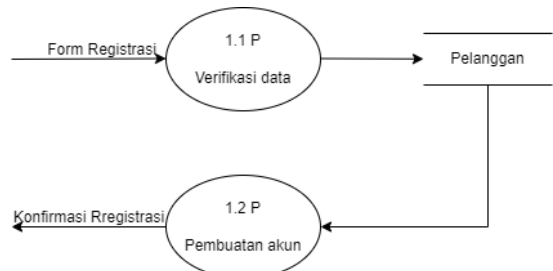 Form Registrasi
1.1 P
Verifikasi data
Pelanggan
Konfirmasi Rregistrasi
1.2 P
Pembuatan akun